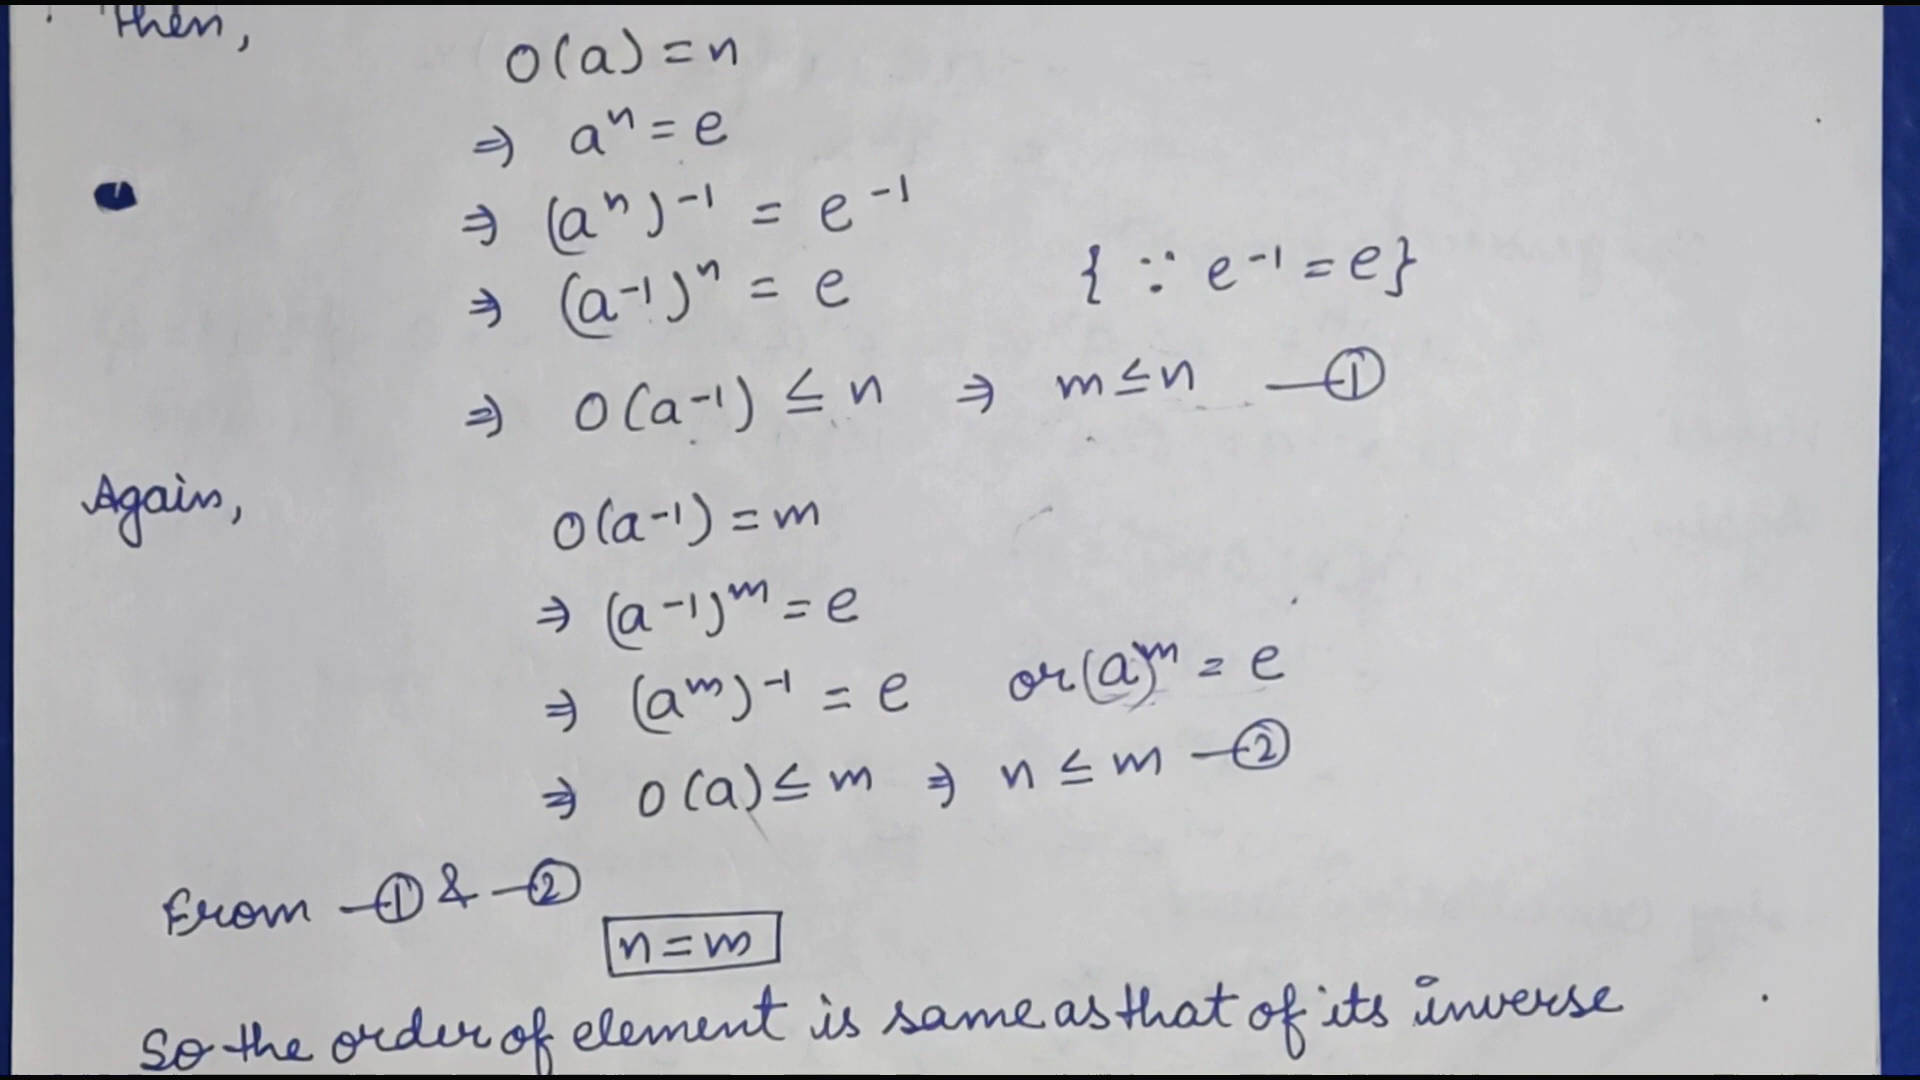 Then,
O(a) = n
⇒ aⁿ = e
⇒ (aⁿ)⁻¹ = e⁻¹
⇒ (a⁻¹)ⁿ = e { ∵ e⁻¹ = e}
⇒ O(a⁻¹) ≤ n ⇒ m ≤ n —①
Again,
O(a⁻¹) = m
⇒ (a⁻¹)ᵐ = e
⇒ (aᵐ)⁻¹ = e or (a)ᵐ = e
⇒ O(a) ≤ m ⇒ n ≤ m —②
From —① & —②
n = m
So the order of element is same as that of its inverse